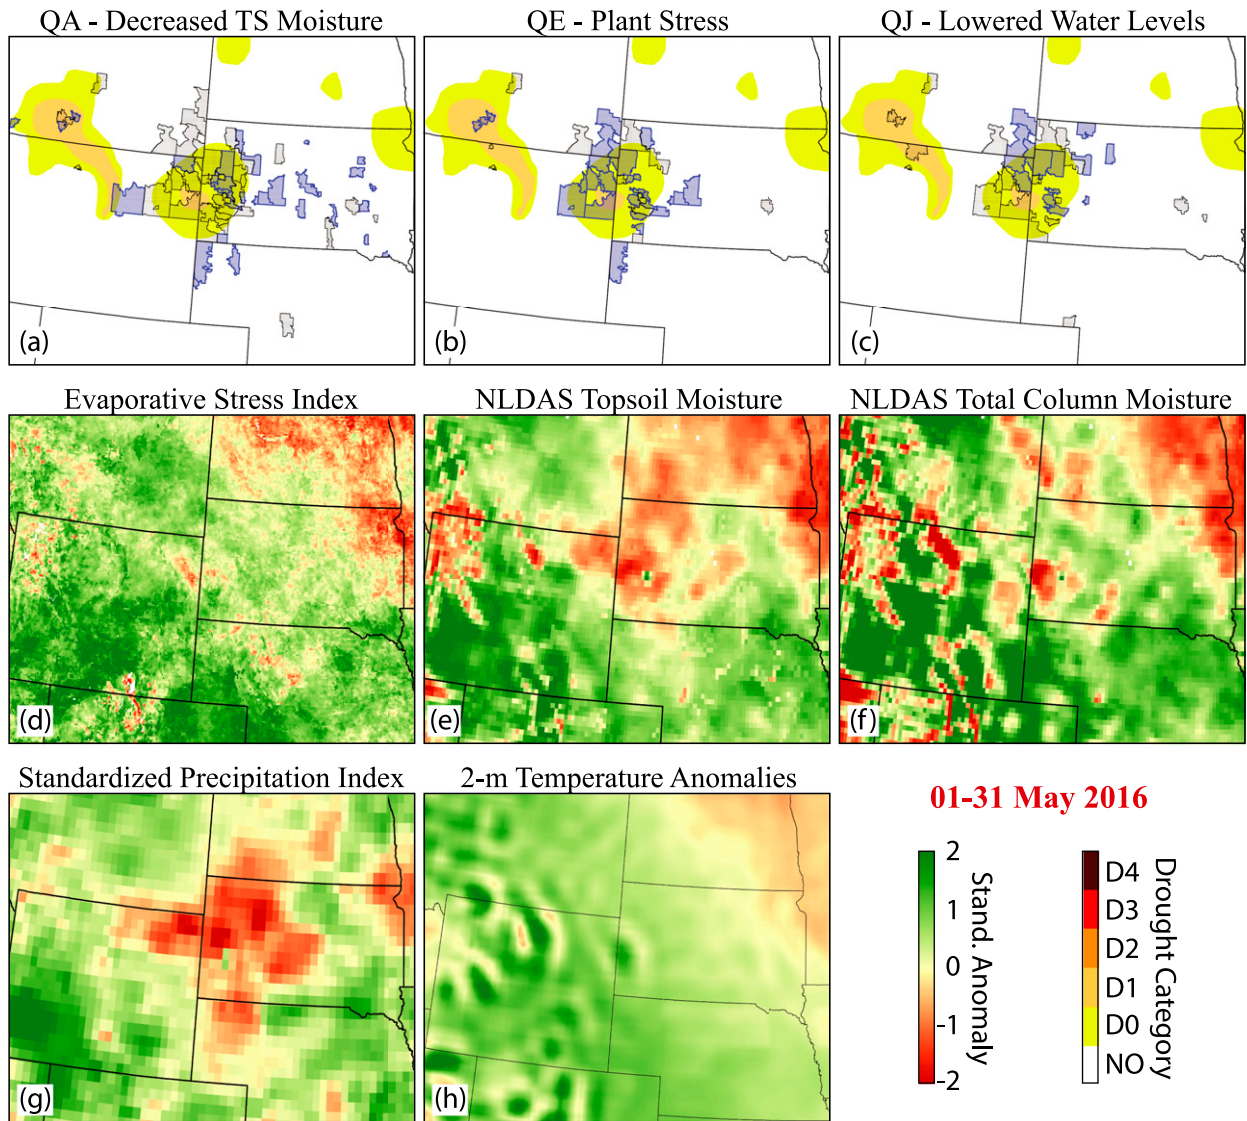 QA - Decreased TS Moisture
QE - Plant Stress
QJ - Lowered Water Levels
(a)
(b)
(c)
Evaporative Stress Index
NLDAS Topsoil Moisture
NLDAS Total Column Moisture
(d)
(e)
(f)
Standardized Precipitation Index
2-m Temperature Anomalies
(g)
(h)
01-31 May 2016
2
1
0
-1
-2
Stand. Anomaly
D4
D3
D2
D1
D0
NO
Drought Category